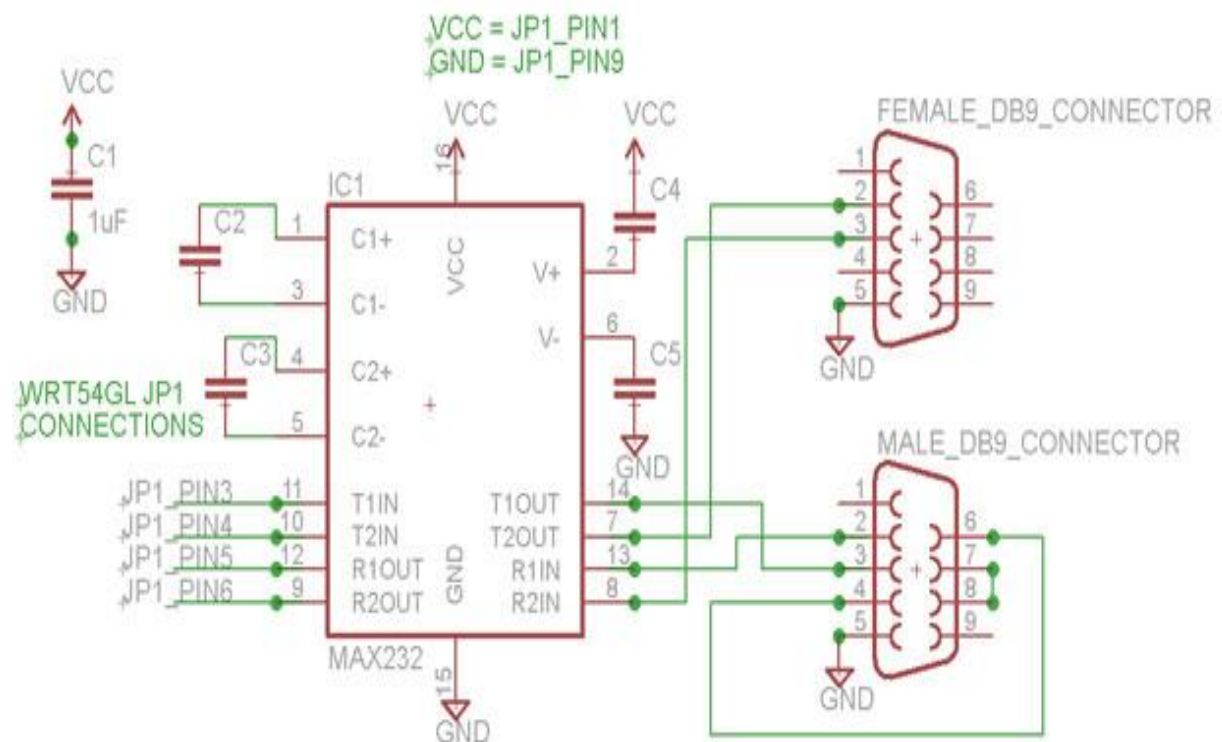 VCC = JP1_PIN1
GND = JP1_PIN9
VCC
C1
1uF
GND
VCC
16
VCC
C4
FEMALE_DB9_CONNECTOR
IC1
C2
1
C1+
VCC
V+
2
3
C1-
V-
6
C5
GND
C3
4
C2+
5
C2-
WRT54GL JP1
CONNECTIONS
JP1_PIN3
11
T1IN
T1OUT
14
JP1_PIN4
10
T2IN
T2OUT
7
JP1_PIN5
12
R1OUT
R1IN
13
JP1_PIN6
9
R2OUT
GND
R2IN
8
MAX232
15
GND
1
2
3
4
5
6
7
8
9
GND
MALE_DB9_CONNECTOR
1
2
3
4
5
6
7
8
9
GND